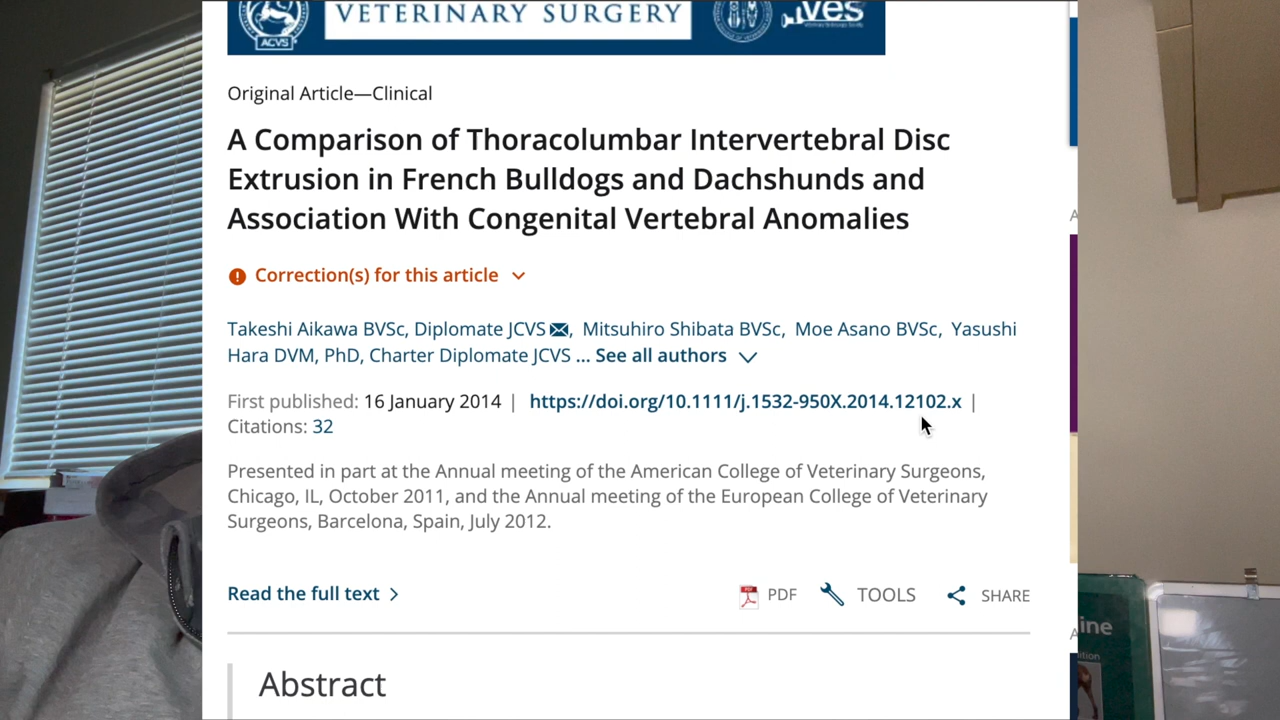 VETERINARY SURGERY
ACVS
ves
Original Article—Clinical
A Comparison of Thoracolumbar Intervertebral Disc
Extrusion in French Bulldogs and Dachshunds and
Association With Congenital Vertebral Anomalies
Correction(s) for this article
Takeshi Aikawa BVSc, Diplomate JCVS, Mitsuhiro Shibata BVSc, Moe Asano BVSc, Yasushi
Hara DVM, PhD, Charter Diplomate JCVS ... See all authors
First published: 16 January 2014 | https://doi.org/10.1111/j.1532-950X.2014.12102.x |
Citations: 32
Presented in part at the Annual meeting of the American College of Veterinary Surgeons,
Chicago, IL, October 2011, and the Annual meeting of the European College of Veterinary
Surgeons, Barcelona, Spain, July 2012.
Read the full text
PDF TOOLS SHARE
Abstract
A
A
ine
ition